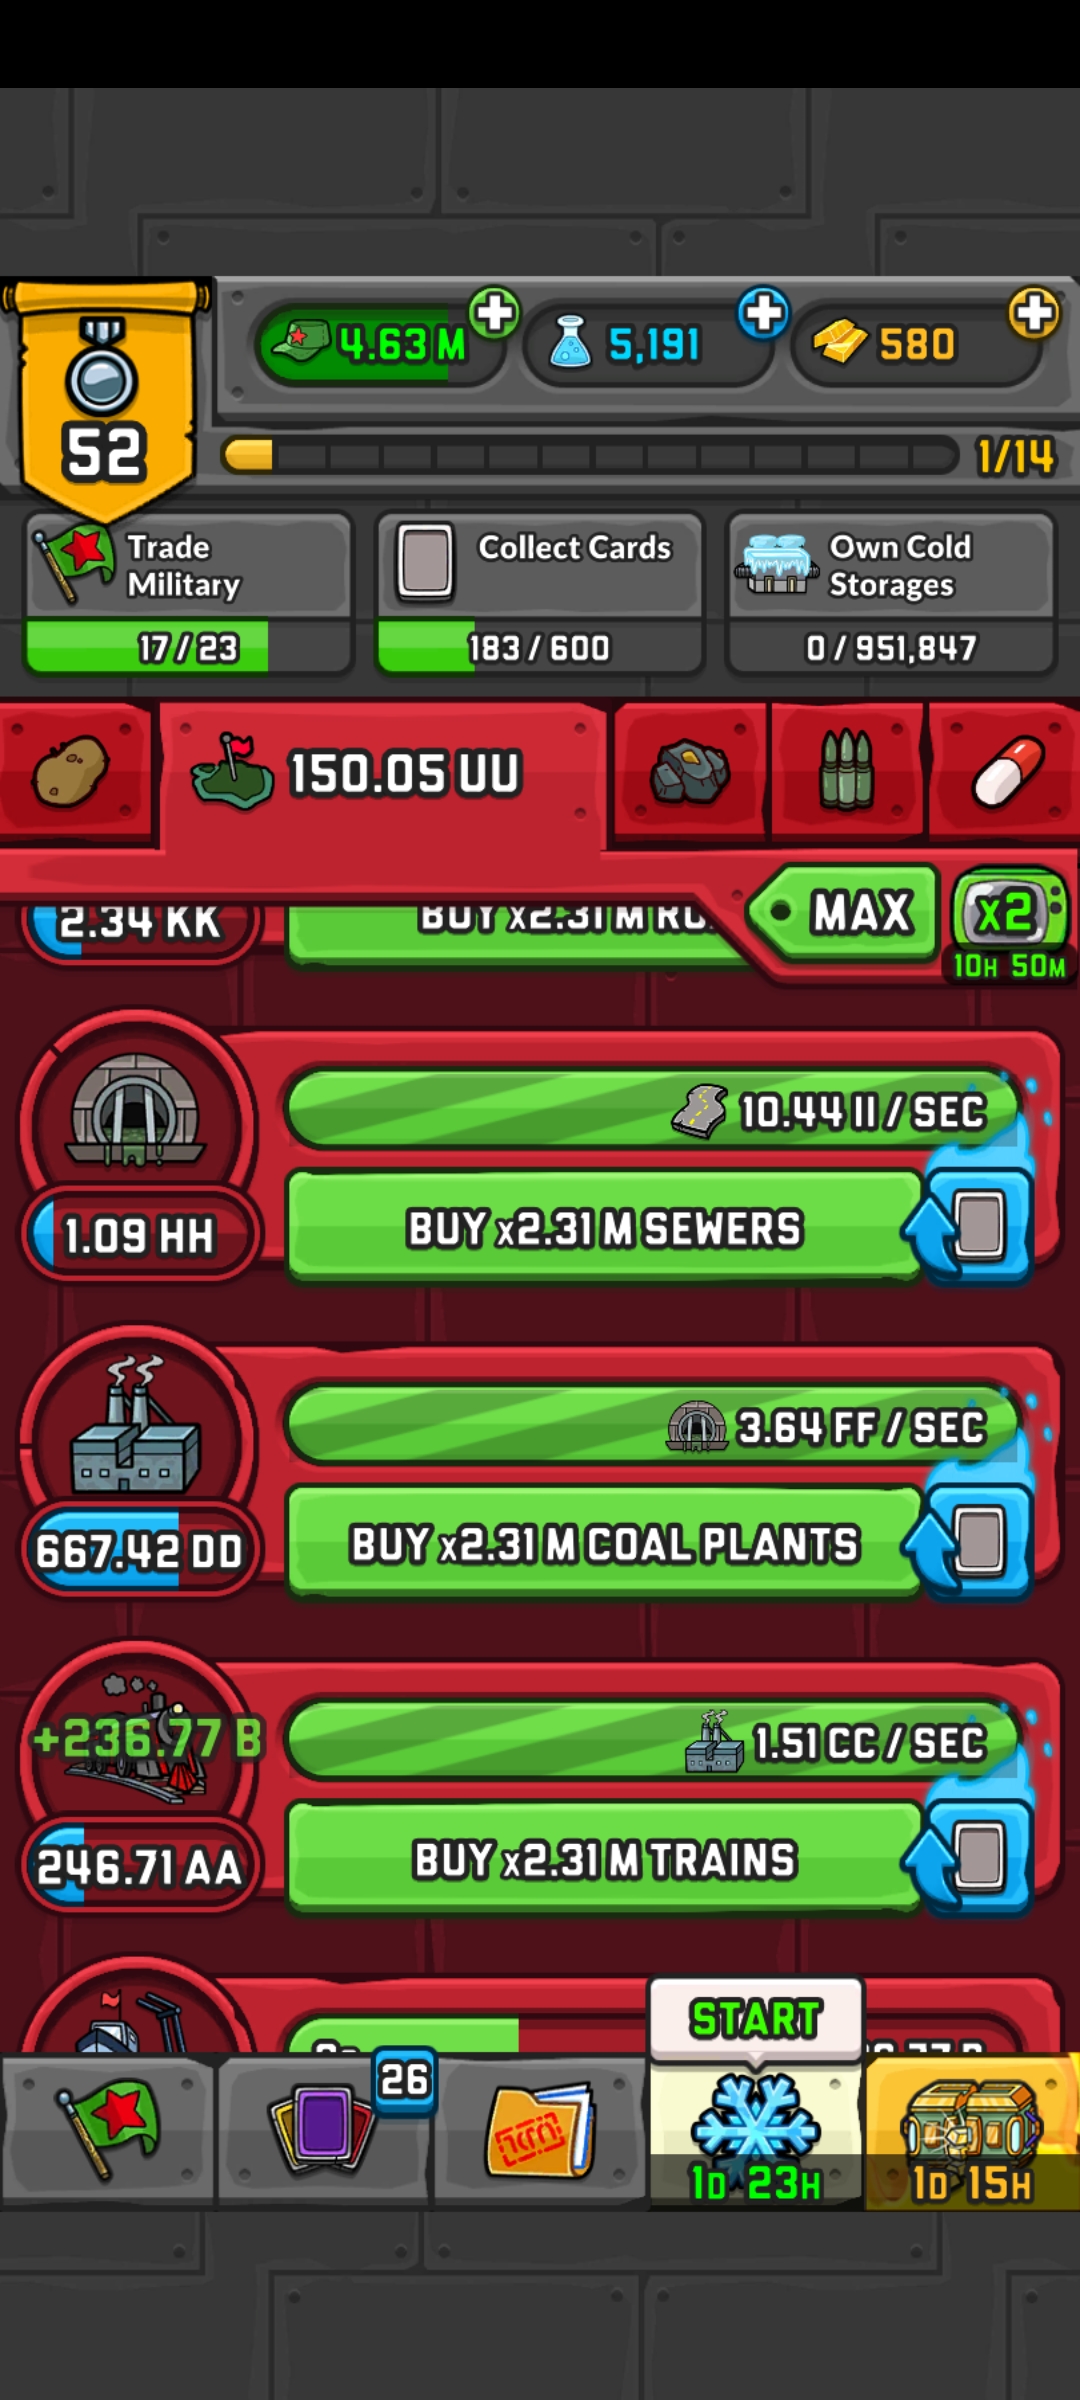 4.63 M
5,191
580
52
1/14
Trade
Military
Collect Cards
Own Cold
Storages
17/23
183/600
0/951,847
150.05 UU
2.34 KK
BUY x2.31 M
MAX
x2
10H 50M
10.44 II / SEC
1.09 HH
BUY x2.31 M SEWERS
3.64 FF / SEC
667.42 DD
BUY x2.31 M COAL PLANTS
+236.77 B
1.51 CC / SEC
246.71 AA
BUY x2.31 M TRAINS
START
26
1D 23H
1D 15H